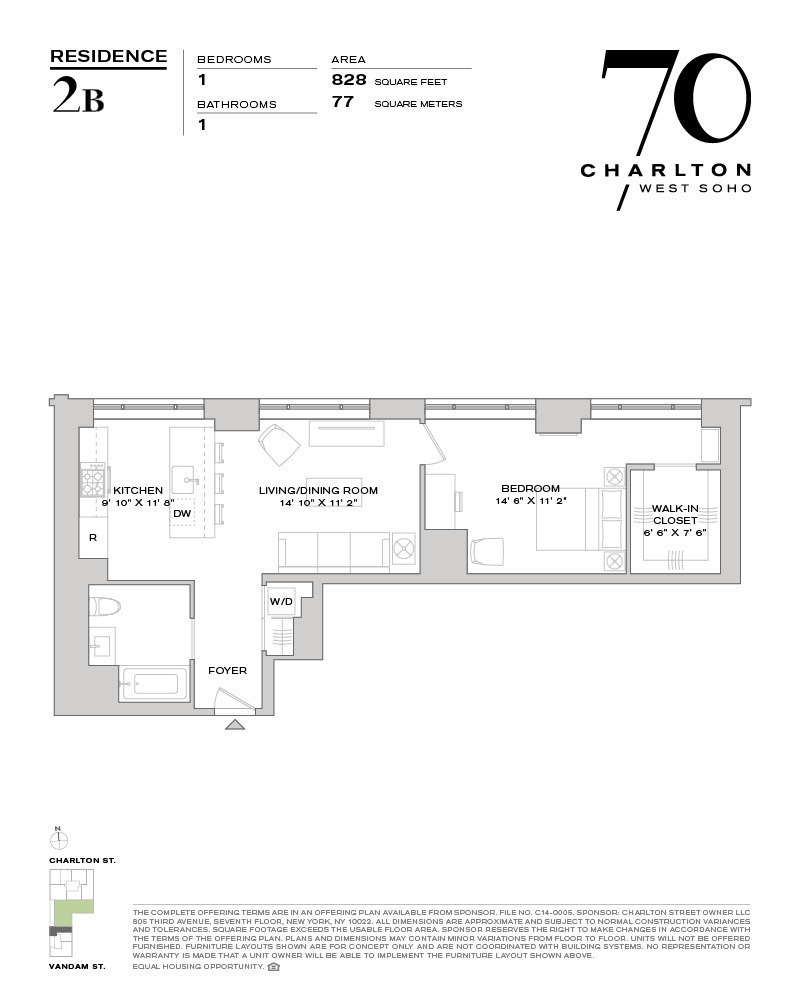 RESIDENCE
2B
BEDROOMS
1
BATHROOMS
1
AREA
828 SQUARE FEET
77 SQUARE METERS
70
CHARLTON
WEST SOHO
KITCHEN
9' 10" X 11' 8"
DW
R
LIVING/DINING ROOM
14' 10" X 11' 2"
BEDROOM
14' 6" X 11' 2"
WALK-IN
CLOSET
6' 6" X 7' 6"
W/D
FOYER
N
CHARLTON ST.
VANDAM ST.
THE COMPLETE OFFERING TERMS ARE IN AN OFFERING PLAN AVAILABLE FROM SPONSOR. FILE NO. C14-0005. SPONSOR: CHARLTON STREET OWNER LLC
805 THIRD AVENUE, SEVENTH FLOOR, NEW YORK, NY 10022. ALL DIMENSIONS ARE APPROXIMATE AND SUBJECT TO NORMAL CONSTRUCTION VARIANCES
AND TOLERANCES. SQUARE FOOTAGE EXCEEDS THE USABLE FLOOR AREA. SPONSOR RESERVES THE RIGHT TO MAKE CHANGES IN ACCORDANCE WITH
THE TERMS OF THE OFFERING PLAN. PLANS AND DIMENSIONS MAY CONTAIN MINOR VARIATIONS FROM FLOOR TO FLOOR. UNITS WILL NOT BE OFFERED
FURNISHED. FURNITURE LAYOUTS SHOWN ARE FOR CONCEPT ONLY AND ARE NOT COORDINATED WITH BUILDING SYSTEMS. NO REPRESENTATION OR
WARRANTY IS MADE THAT A UNIT OWNER WILL BE ABLE TO IMPLEMENT THE FURNITURE LAYOUT SHOWN ABOVE.
EQUAL HOUSING OPPORTUNITY.